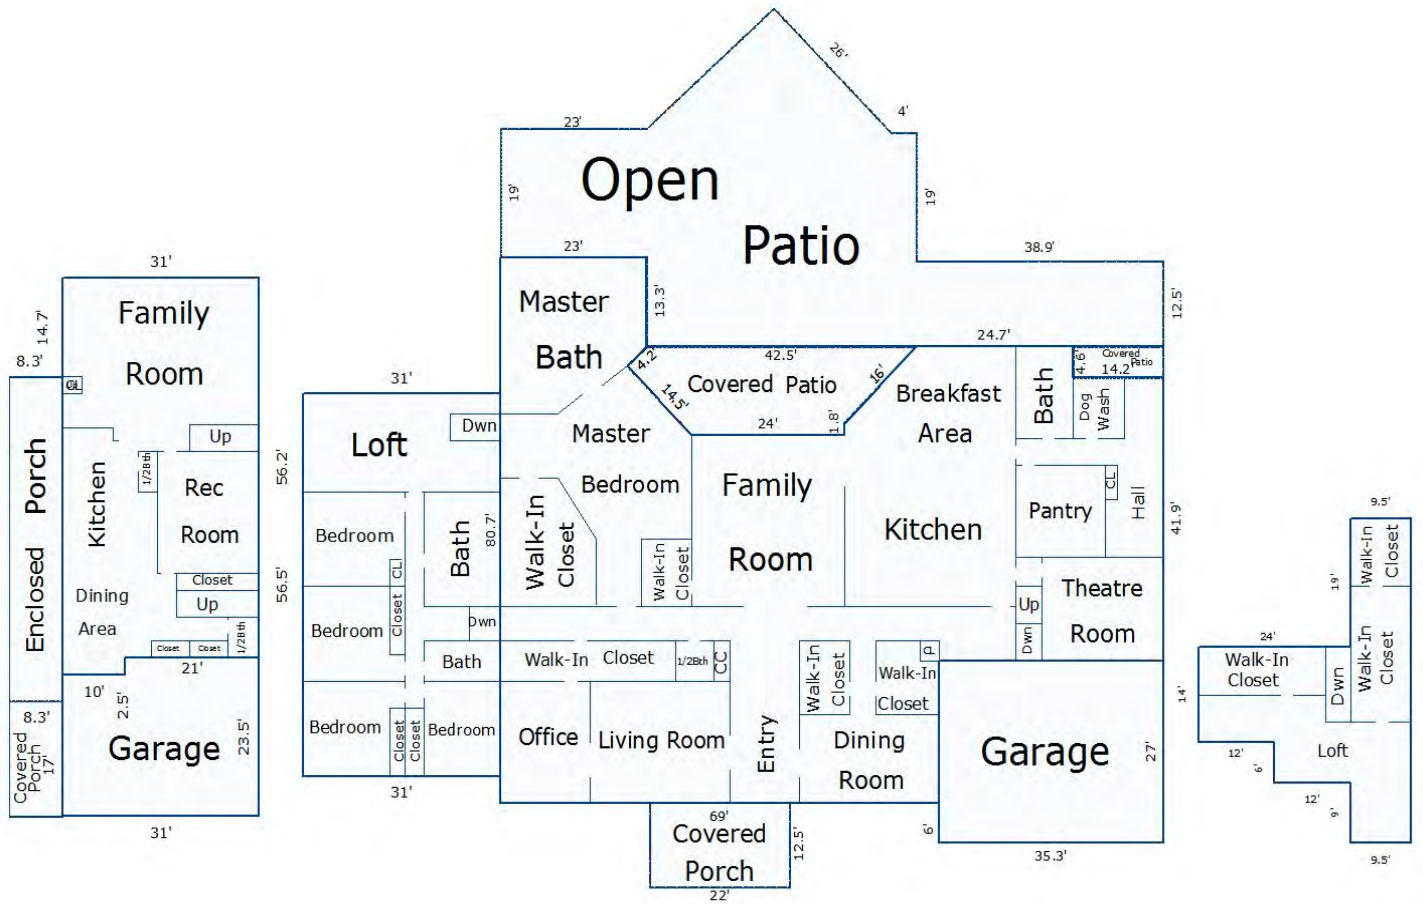 31'
14.7'
Family
Room
8.3'
CL
Up
1/2Bth
Kitchen
Rec
Room
Enclosed Porch
Closet
Up
Dining
Area
1/2Bth
Closet
Closet
10'
21'
2.5'
8.3'
Covered
Porch
17'
Garage
23.5'
31'
56.2'
56.5'
31'
Loft
Dwn
Bedroom
Bath
80.7'
CL
Closet
Bedroom
Dwn
Bath
Bedroom
Closet
Closet
Bedroom
31'
26'
4'
23'
Open
Patio
19'
19'
38.9'
12.5'
23'
Master
Bath
13.3'
24.7'
4.2'
42.5'
Covered Patio
14.5'
16'
24'
1.8'
Breakfast
Area
Bath
4.6'
Covered
Patio
14.2'
Dog
Wash
Master
Bedroom
Family
Room
Kitchen
Pantry
CL
Hall
41.9'
Walk-In
Closet
Walk-In
Closet
Up
Dwn
Theatre
Room
Walk-In Closet
1/2Bth
CC
Walk-In
Closet
P
Walk-In
Closet
Office
Living Room
Entry
Dining
Room
Garage
27'
14'
69'
Covered
Porch
12.5'
22'
6'
35.3'
9.5'
Walk-In
Closet
19'
24'
Walk-In
Closet
Dwn
Walk-In
Closet
12'
6'
Loft
12'
9'
9.5'